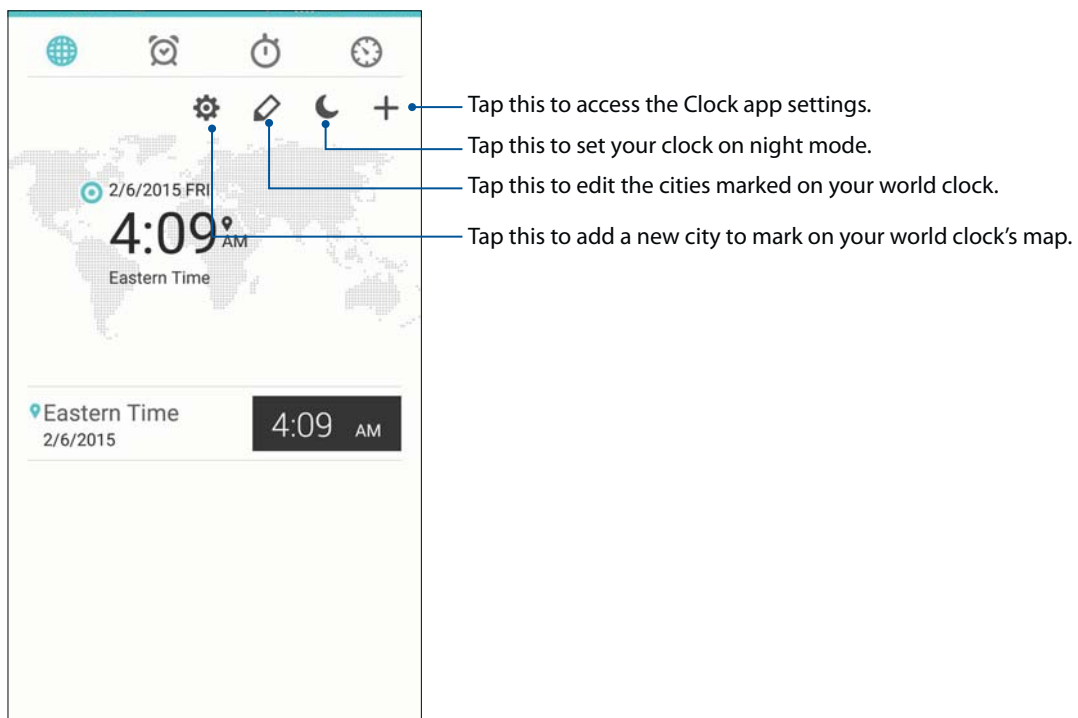 Tap this to access the Clock app settings.
Tap this to set your clock on night mode.
2/6/2015 FRI
Tap this to edit the cities marked on your world clock.
4:09 AM
Tap this to add a new city to mark on your world clock's map.
Eastern Time
Eastern Time
4:09 AM
2/6/2015